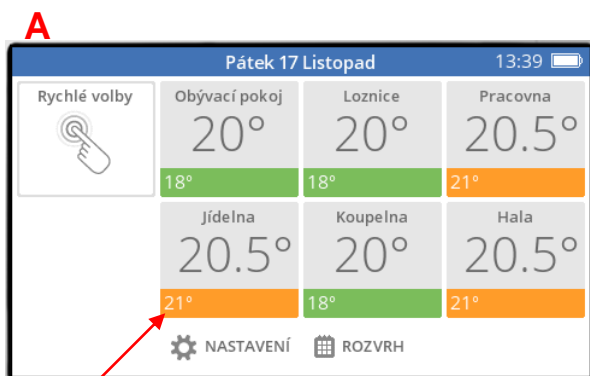 A
Pátek 17 Listopad 13:39
Rychlé volby
Obývací pokoj
20°
18°
Loznice
20°
18°
Pracovna
20.5°
21°
Jídelna
20.5°
21°
Koupelna
20°
18°
Hala
20.5°
21°
NASTAVENÍ ROZVRH